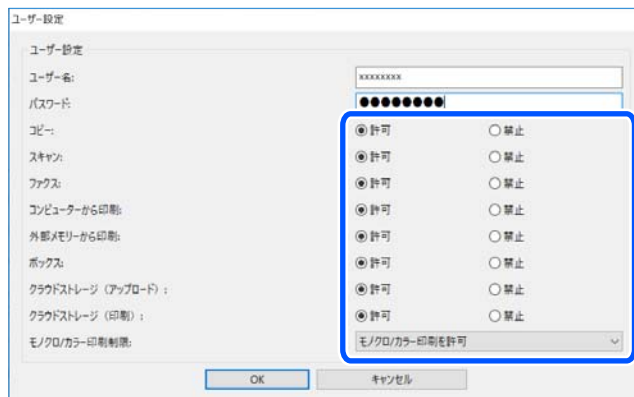 ユーザー設定
ユーザー設定
ユーザー名: xxxxxxxx
パスワード: ●●●●●●●●
コピー: 許可 禁止
スキャン: 許可 禁止
ファクス: 許可 禁止
コンピューターから印刷: 許可 禁止
外部メモリーから印刷: 許可 禁止
ボックス: 許可 禁止
クラウドストレージ（アップロード）: 許可 禁止
クラウドストレージ（印刷）: 許可 禁止
モノクロ/カラー印刷制限: モノクロ/カラー印刷を許可
OK キャンセル